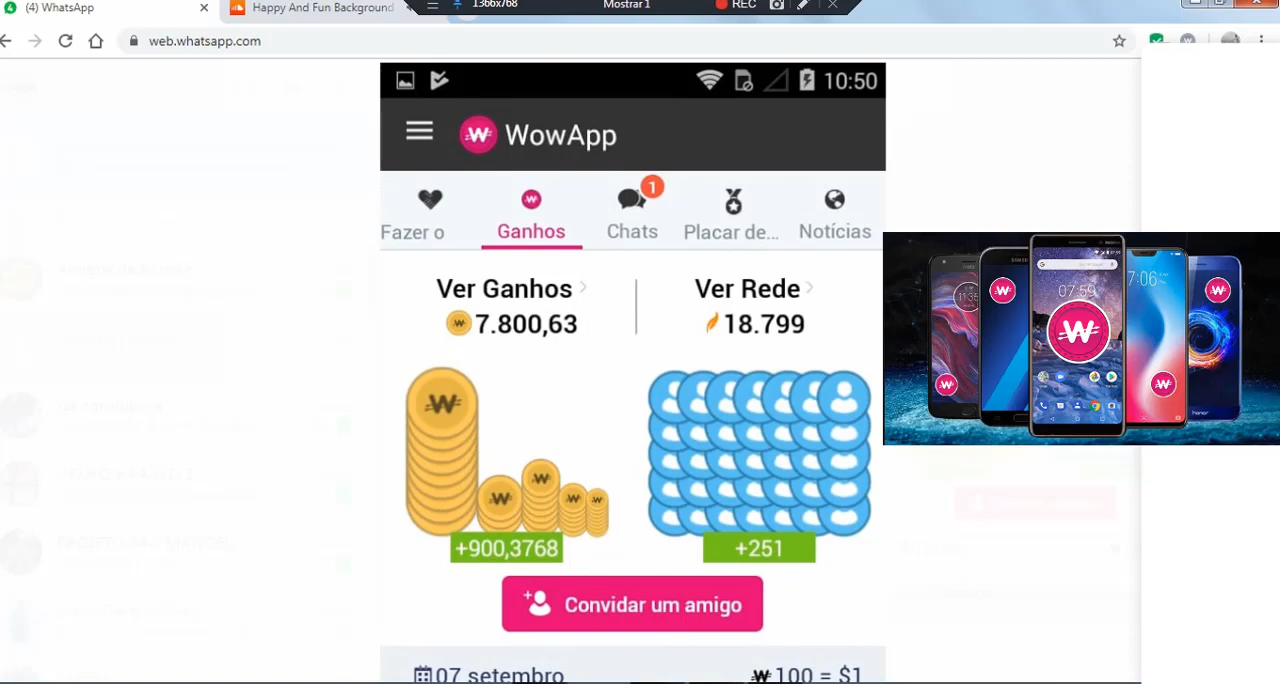 (4) WhatsApp
Happy And Fun Background
1366x768
Mostrar 1
REC
web.whatsapp.com
10:50
WowApp
1
Fazer o
Ganhos
Chats
Placar de...
Notícias
Ver Ganhos
Ver Rede
7.800,63
18.799
+900,3768
+251
Convidar um amigo
07 setembro
100 = $1
07:59
7:06
11:35
honor